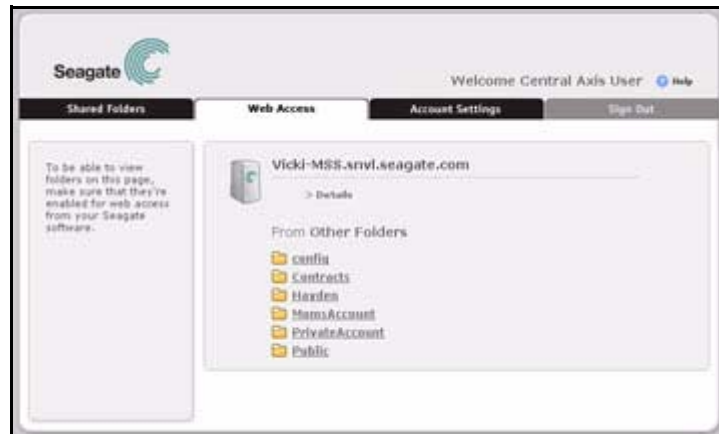 Seagate
Welcome Central Axis User
Help
Shared Folders
Web Access
Account Settings
Sign Out
To be able to view
folders on this page,
make sure that they're
enabled for web access
from your Seagate
software.
Vicki-MSS.snvl.seagate.com
> Details
From Other Folders
config
Contracts
Hayden
MomsAccount
PrivateAccount
Public